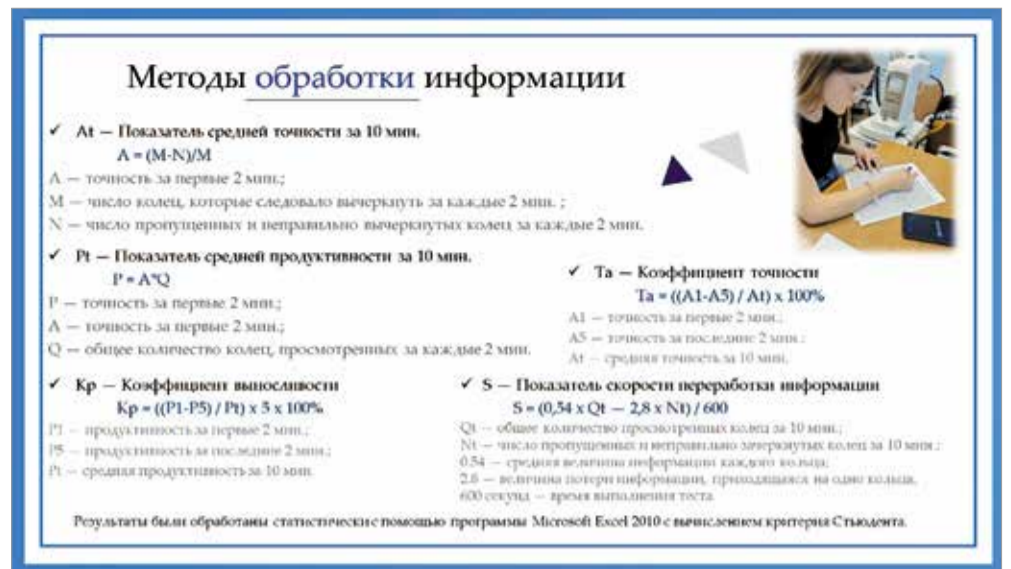 Методы обработки информации
✓ At — Показатель средней точности за 10 мин.
A = (M-N)/M
A — точность за первые 2 мин.;
M — число колец, которые следовало вычеркнуть за каждые 2 мин. ;
N — число пропущенных и неправильно вычеркнутых колец за каждые 2 мин.
✓ Pt — Показатель средней продуктивности за 10 мин.
P = A*Q
P — точность за первые 2 мин.;
A — точность за первые 2 мин.;
Q — общее количество колец, просмотренных за каждые 2 мин.
✓ Ta — Коэффициент точности
Ta = ((A1-A5) / At) x 100%
A1 — точность за первые 2 мин.;
A5 — точность за последние 2 мин.;
At — средняя точность за 10 мин.
✓ Kp — Коэффициент выносливости
Kp = ((P1-P5) / Pt) x 5 x 100%
P1 — продуктивность за первые 2 мин.;
P5 — продуктивность за последние 2 мин.;
Pt — средняя продуктивность за 10 мин.
✓ S — Показатель скорости переработки информации
S = (0,54 x Qt — 2,8 x Nt) / 600
Qt — общее количество просмотренных колец за 10 мин.;
Nt — число пропущенных и неправильно зачеркнутых колец за 10 мин.;
0.54 — средняя величина информации каждого кольца;
2.6 — величина потери информации, приходящаяся на одно кольцо,
600 секунд — время выполнения теста
Результаты были обработаны статистически с помощью программы Microsoft Excel 2010 с вычислением критерия Стьюдента.